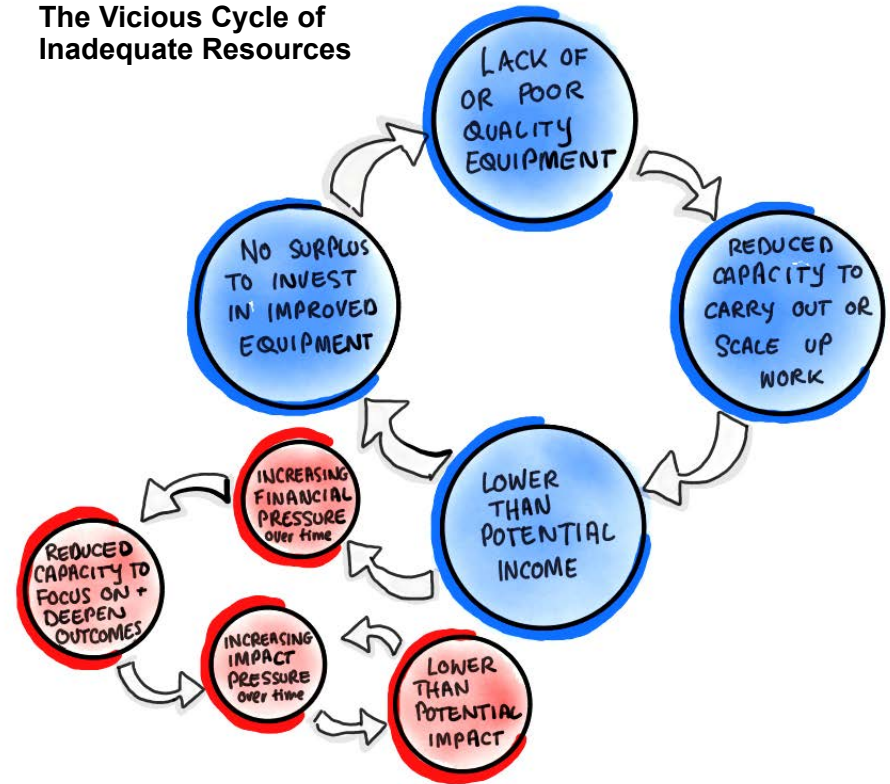 The Vicious Cycle of
Inadequate Resources
LACK OF
OR POOR
QUALITY
EQUIPMENT
REDUCED
CAPACITY TO
CARRY OUT OR
SCALE UP
WORK
LOWER
THAN
POTENTIAL
INCOME
NO SURPLUS
TO INVEST
IN IMPROVED
EQUIPMENT
INCREASING
FINANCIAL
PRESSURE
over time
REDUCED
CAPACITY TO
FOCUS ON +
DEEPEN
OUTCOMES
INCREASING
IMPACT
PRESSURE
over time
LOWER
THAN
POTENTIAL
IMPACT